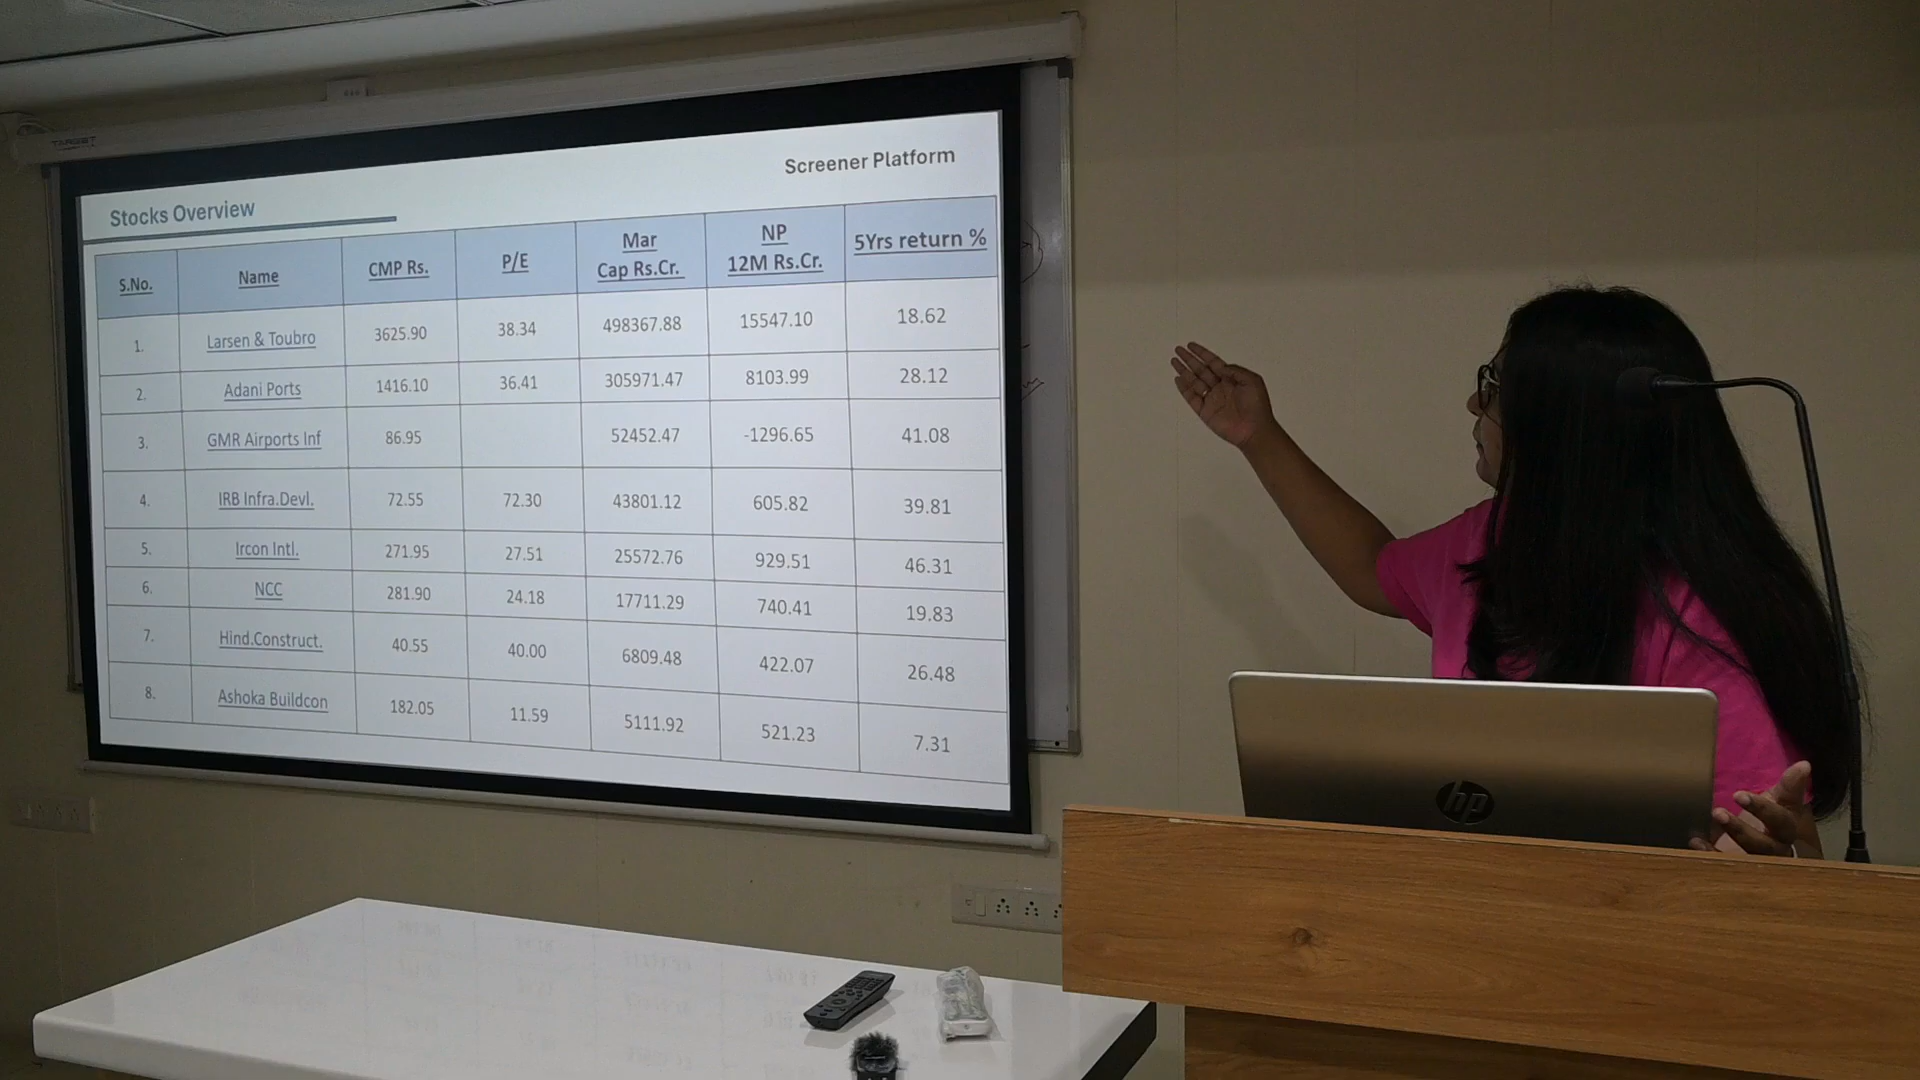 TARGET
Screener Platform
Stocks Overview
S.No. Name CMP Rs. P/E Mar Cap Rs.Cr. NP 12M Rs.Cr. 5Yrs return %
1. Larsen & Toubro 3625.90 38.34 498367.88 15547.10 18.62
2. Adani Ports 1416.10 36.41 305971.47 8103.99 28.12
3. GMR Airports Inf 86.95 52452.47 -1296.65 41.08
4. IRB Infra.Devl. 72.55 72.30 43801.12 605.82 39.81
5. Ircon Intl. 271.95 27.51 25572.76 929.51 46.31
6. NCC 281.90 24.18 17711.29 740.41 19.83
7. Hind.Construct. 40.55 40.00 6809.48 422.07 26.48
8. Ashoka Buildcon 182.05 11.59 5111.92 521.23 7.31
hp